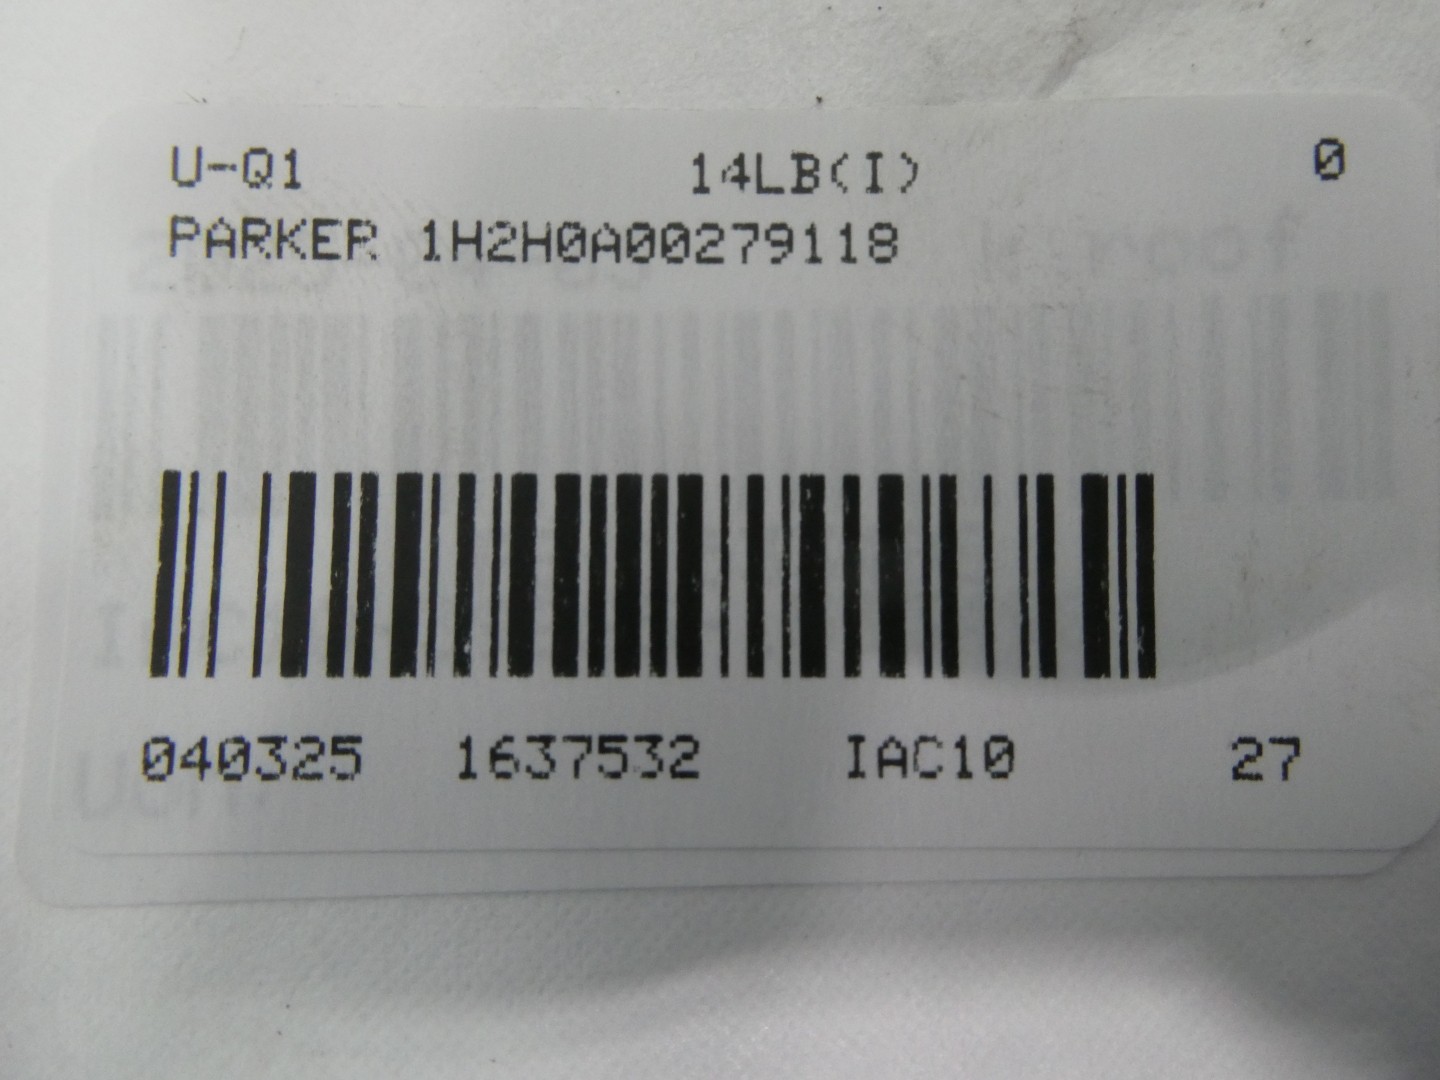 U-Q1 14LB(I) 0
PARKER 1H2H0A00279118
040325 1637532 IAC10 27